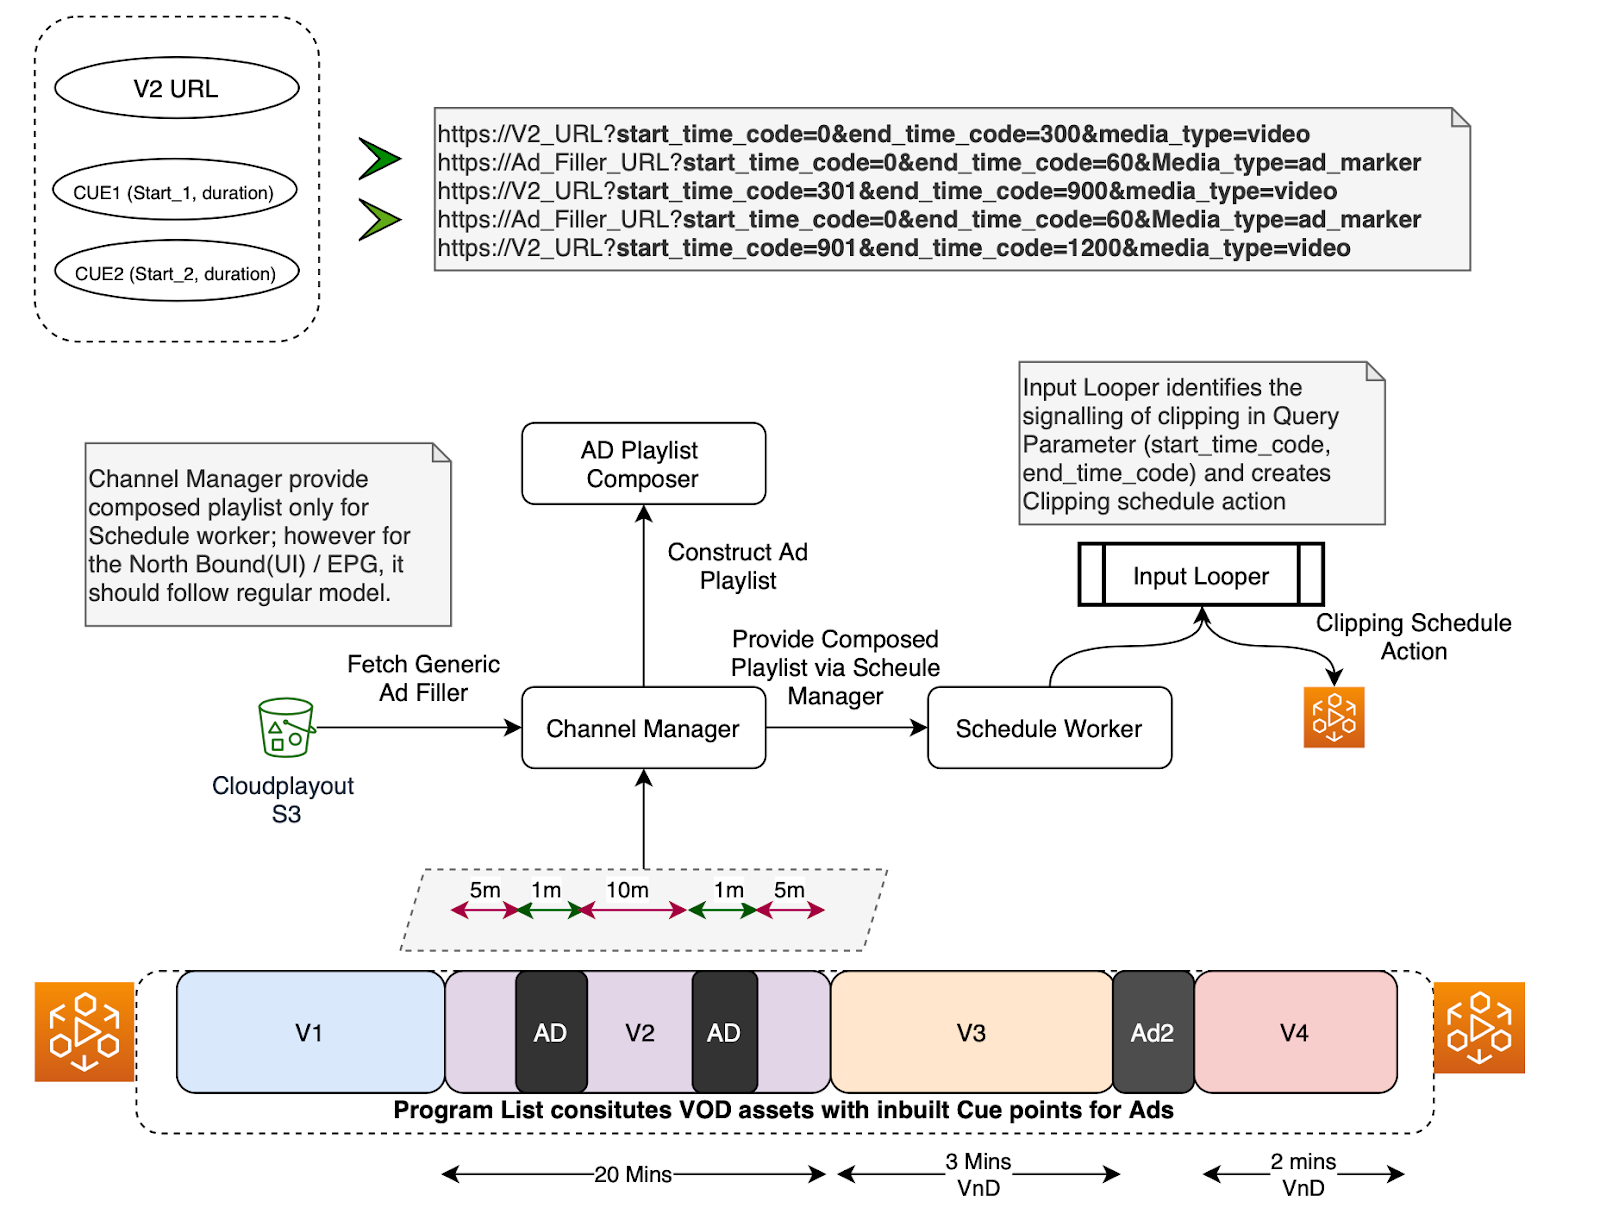 V2 URL
CUE1 (Start_1, duration)
CUE2 (Start_2, duration)
https://V2_URL?start_time_code=0&end_time_code=300&media_type=video
https://Ad_Filler_URL?start_time_code=0&end_time_code=60&Media_type=ad_marker
https://V2_URL?start_time_code=301&end_time_code=900&media_type=video
https://Ad_Filler_URL?start_time_code=0&end_time_code=60&Media_type=ad_marker
https://V2_URL?start_time_code=901&end_time_code=1200&media_type=video
Input Looper identifies the
signalling of clipping in Query
Parameter (start_time_code,
end_time_code) and creates
Clipping schedule action
Channel Manager provide
composed playlist only for
Schedule worker; however for
the North Bound(UI) / EPG, it
should follow regular model.
AD Playlist
Composer
Construct Ad
Playlist
Input Looper
Clipping Schedule
Action
Provide Composed
Playlist via Scheule
Manager
Fetch Generic
Ad Filler
Channel Manager
Schedule Worker
Cloudplayout
S3
5m
1m
10m
1m
5m
V1
AD
V2
AD
V3
Ad2
V4
Program List consitutes VOD assets with inbuilt Cue points for Ads
20 Mins
3 Mins
VnD
2 mins
VnD